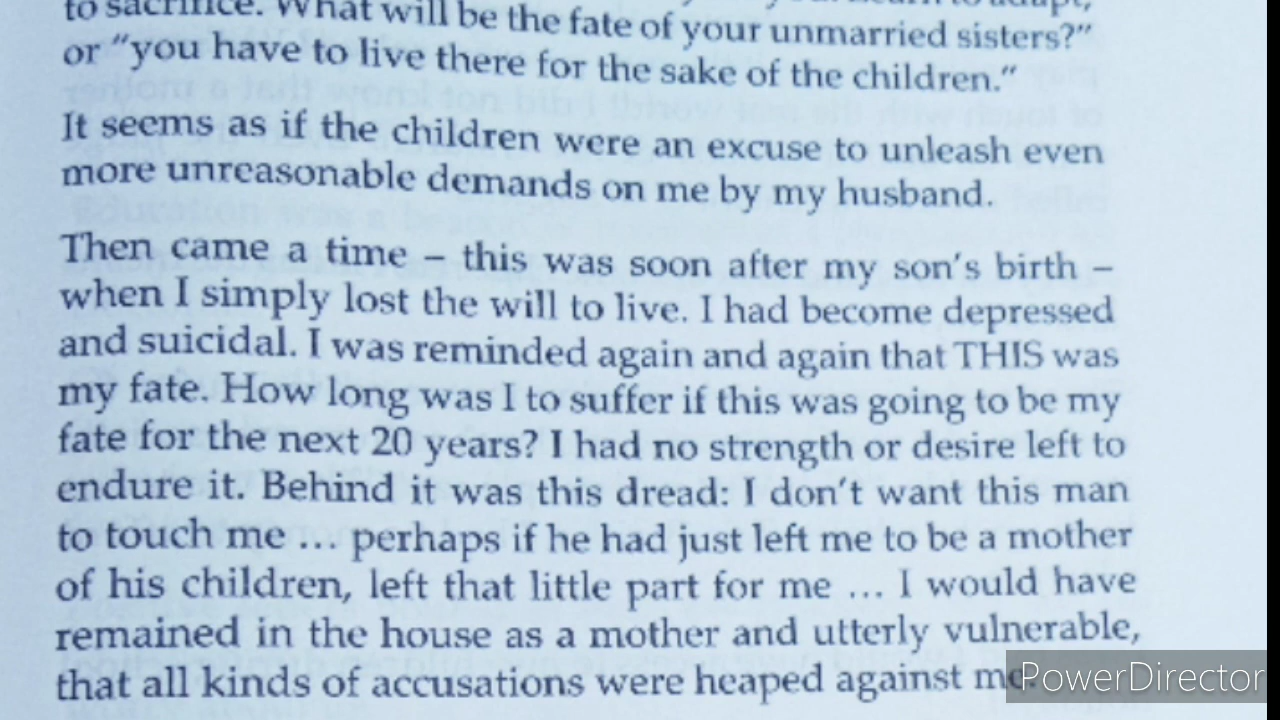 to sacrifice. What will be the fate of your unmarried sisters?"
or "you have to live there for the sake of the children."
It seems as if the children were an excuse to unleash even
more unreasonable demands on me by my husband.
Then came a time – this was soon after my son's birth –
when I simply lost the will to live. I had become depressed
and suicidal. I was reminded again and again that THIS was
my fate. How long was I to suffer if this was going to be my
fate for the next 20 years? I had no strength or desire left to
endure it. Behind it was this dread: I don't want this man
to touch me ... perhaps if he had just left me to be a mother
of his children, left that little part for me ... I would have
remained in the house as a mother and utterly vulnerable,
that all kinds of accusations were heaped against me.
PowerDirector